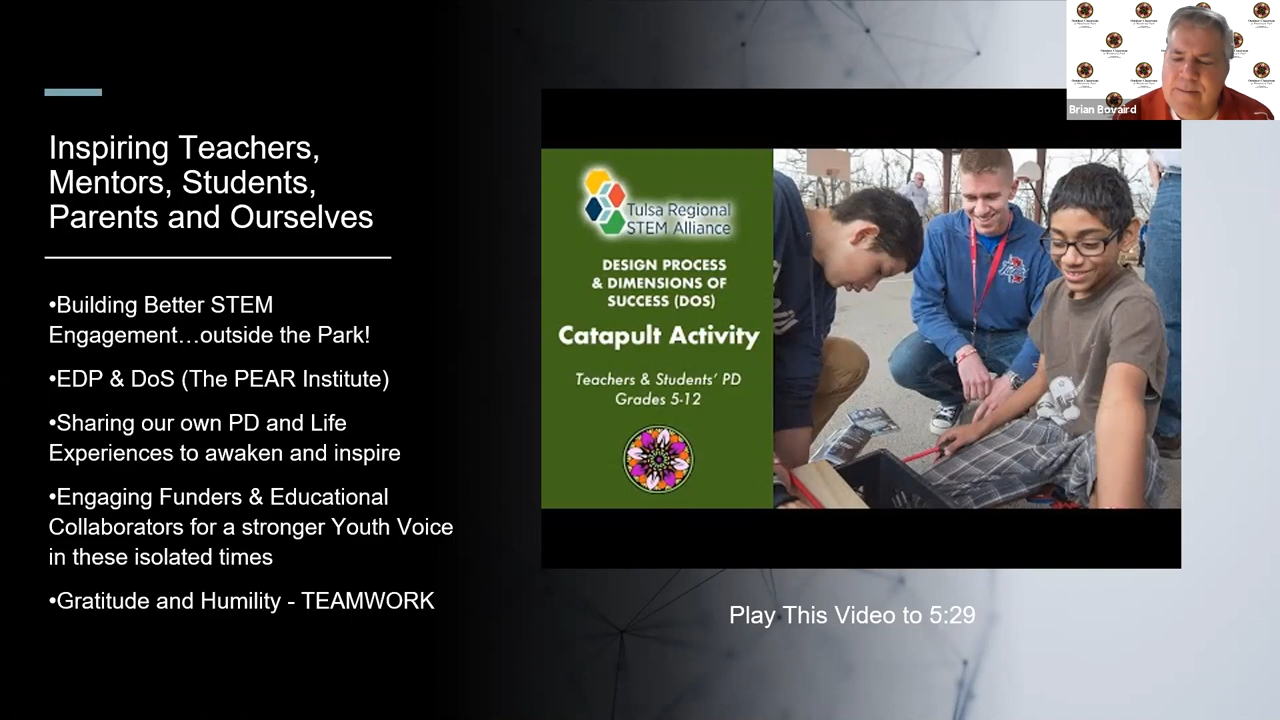 Inspiring Teachers,
Mentors, Students,
Parents and Ourselves
•Building Better STEM
Engagement…outside the Park!
•EDP & DoS (The PEAR Institute)
•Sharing our own PD and Life
Experiences to awaken and inspire
•Engaging Funders & Educational
Collaborators for a stronger Youth Voice
in these isolated times
•Gratitude and Humility - TEAMWORK
Tulsa Regional
STEM Alliance
DESIGN PROCESS
& DIMENSIONS OF
SUCCESS (DOS)
Catapult Activity
Teachers & Students' PD
Grades 5-12
Play This Video to 5:29
Brian Bovaird